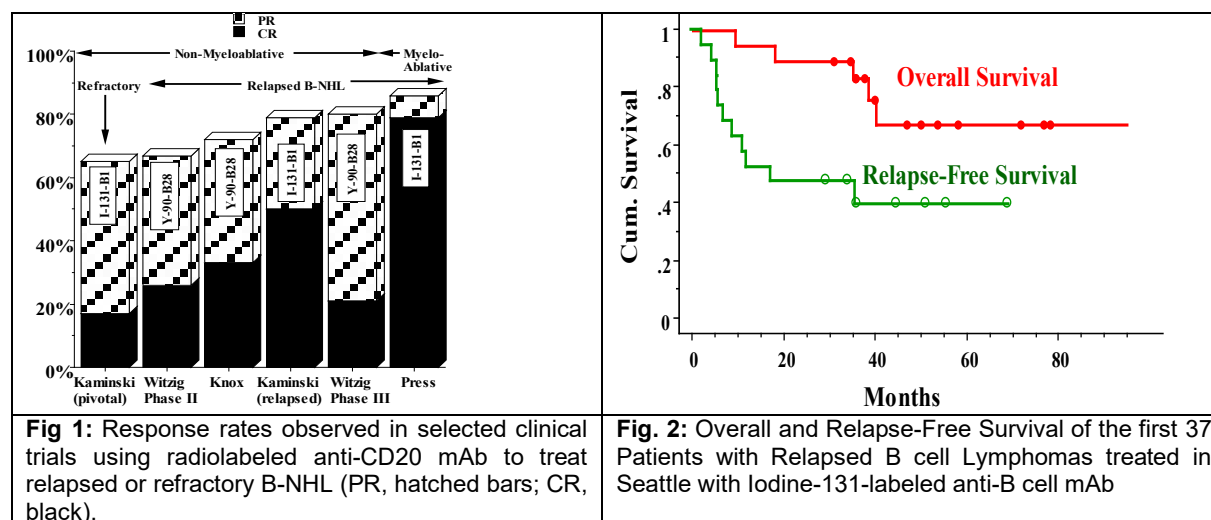 PR
CR
100%
Non-Myeloablative
Myelo-
Ablative
Refractory
Relapsed B-NHL
80%
60%
40%
20%
0%
I-131-B1
Y-90-B28
Y-90-B28
I-131-B1
Y-90-B28
I-131-B1
Kaminski
(pivotal)
Witzig
Phase II
Knox
Kaminski
(relapsed)
Witzig
Phase III
Press
Fig 1: Response rates observed in selected clinical
trials using radiolabeled anti-CD20 mAb to treat
relapsed or refractory B-NHL (PR, hatched bars; CR,
black).
Cum. Survival
1
.8
.6
.4
.2
0
Overall Survival
Relapse-Free Survival
0 20 40 60 80
Months
Fig. 2: Overall and Relapse-Free Survival of the first 37
Patients with Relapsed B cell Lymphomas treated in
Seattle with Iodine-131-labeled anti-B cell mAb